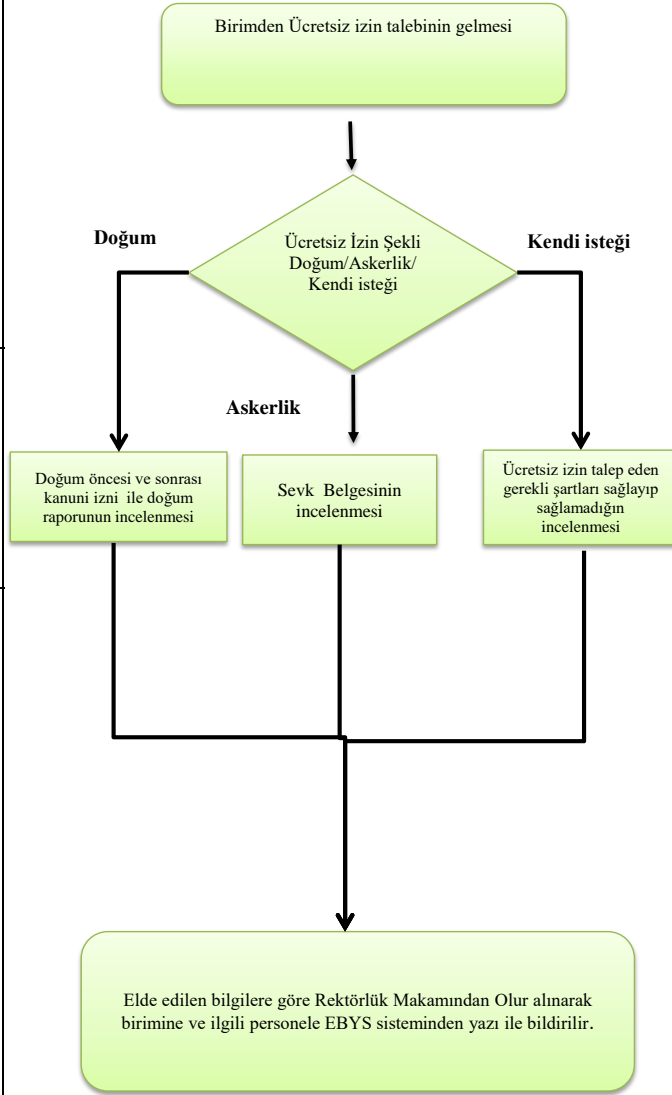 Birimden Ücretsiz izin talebinin gelmesi
Doğum
Ücretsiz İzin Şekli
Doğum/Askerlik/
Kendi isteği
Kendi isteği
Askerlik
Doğum öncesi ve sonrası
kanuni izni ile doğum
raporunun incelenmesi
Sevk Belgesinin
incelenmesi
Ücretsiz izin talep eden
gerekli şartları sağlayıp
sağlamadığın
incelenmesi
Elde edilen bilgilere göre Rektörlük Makamından Olur alınarak
birimine ve ilgili personele EBYS sisteminden yazı ile bildirilir.